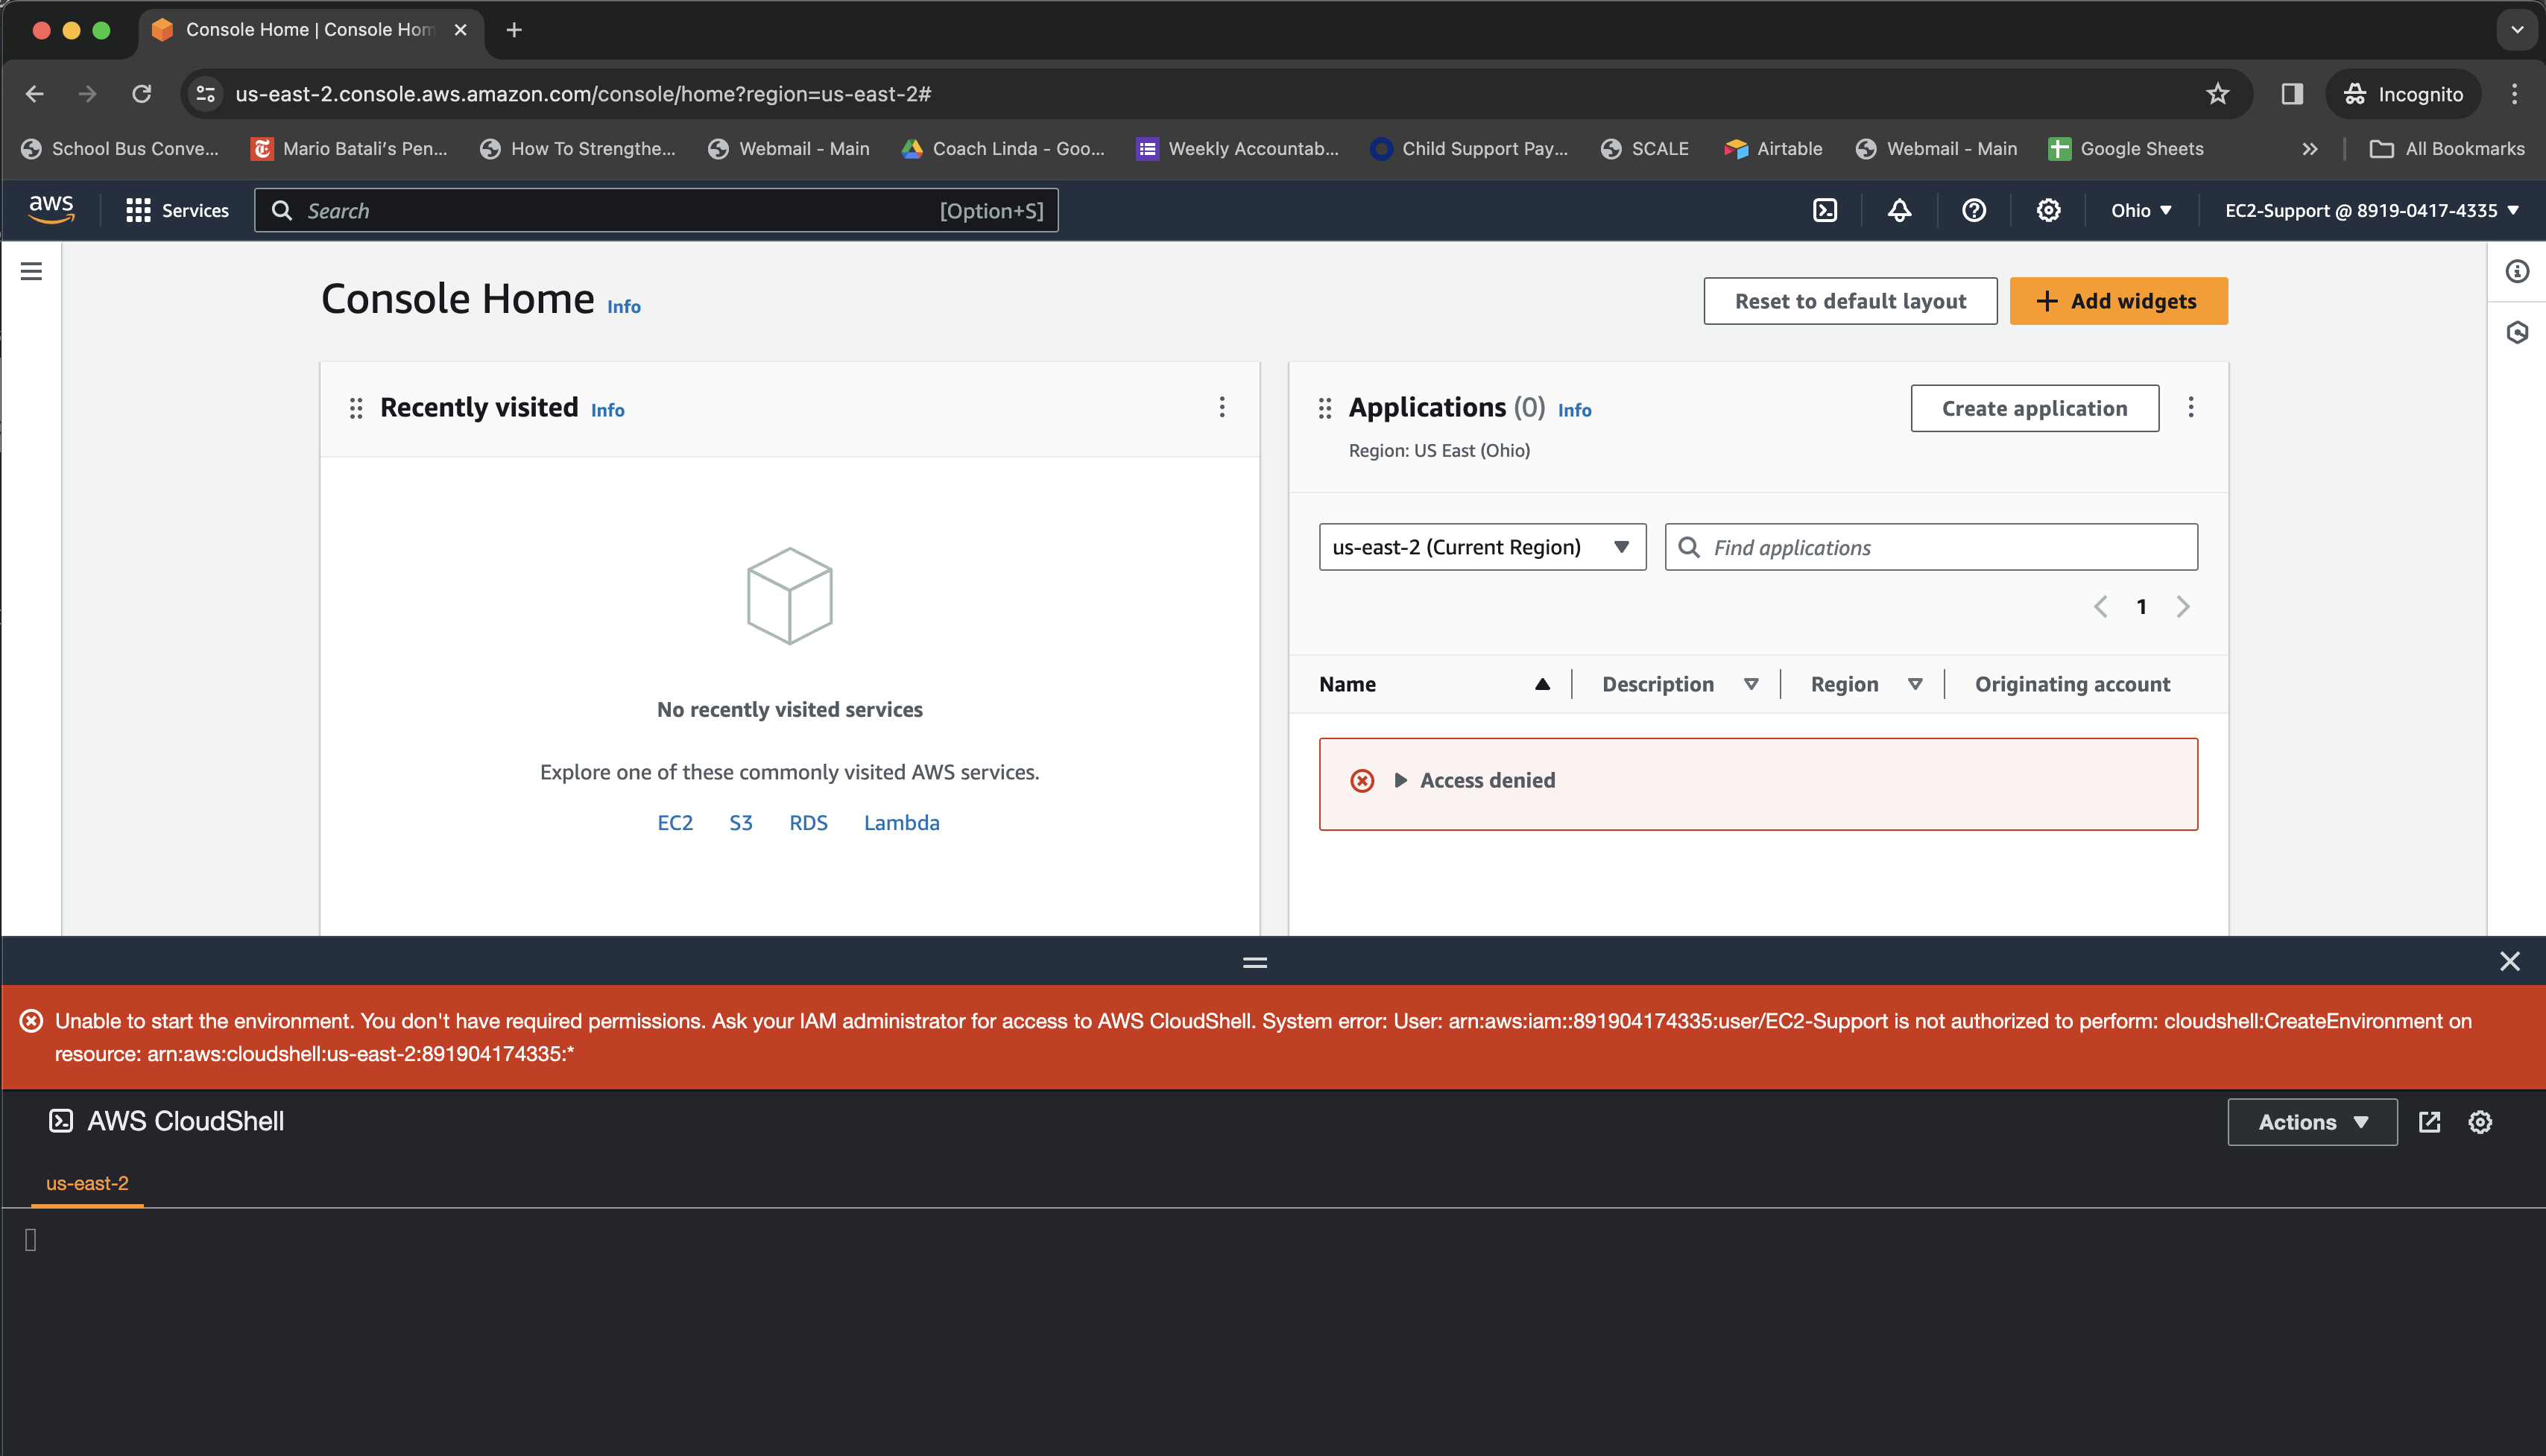 Console Home | Console Hom
us-east-2.console.aws.amazon.com/console/home?region=us-east-2#
Incognito
School Bus Conve...
Mario Batali's Pen...
How To Strengthe...
Webmail - Main
Coach Linda - Goo...
Weekly Accountab...
Child Support Pay...
SCALE
Airtable
Webmail - Main
Google Sheets
All Bookmarks
aws
Services
Search
[Option+S]
Ohio
EC2-Support @ 8919-0417-4335
Console Home Info
Reset to default layout
Add widgets
Recently visited Info
No recently visited services
Explore one of these commonly visited AWS services.
EC2 S3 RDS Lambda
Applications (0) Info
Create application
Region: US East (Ohio)
us-east-2 (Current Region)
Find applications
1
Name Description Region Originating account
Access denied
Unable to start the environment. You don't have required permissions. Ask your IAM administrator for access to AWS CloudShell. System error: User: arn:aws:iam::891904174335:user/EC2-Support is not authorized to perform: cloudshell:CreateEnvironment on
resource: arn:aws:cloudshell:us-east-2:891904174335:*
AWS CloudShell
Actions
us-east-2